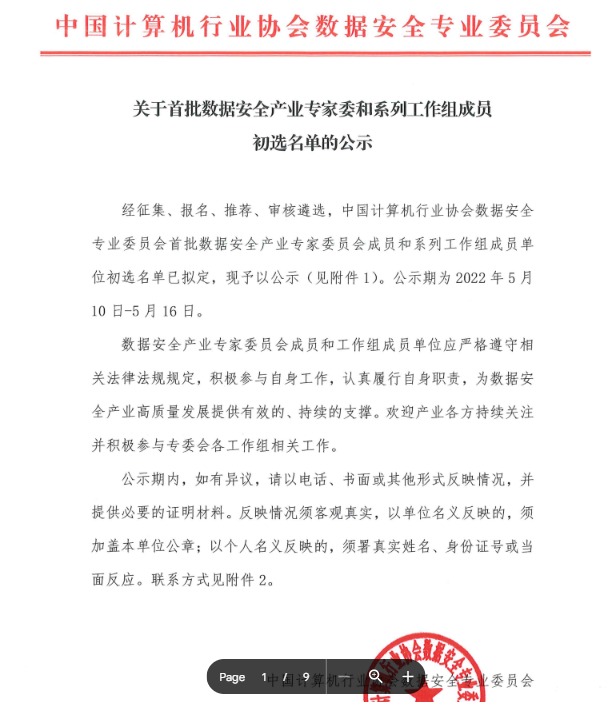 中国计算机行业协会数据安全专业委员会
关于首批数据安全产业专家委和系列工作组成员
初选名单的公示
经征集、报名、推荐、审核遴选，中国计算机行业协会数据安全
专业委员会首批数据安全产业专家委员会成员和系列工作组成员单
位初选名单已拟定，现予以公示（见附件 1）。公示期为 2022 年 5 月
10 日-5 月 16 日。
数据安全产业专家委员会成员和工作组成员单位应严格遵守相
关法律法规规定，积极参与自身工作，认真履行自身职责，为数据安
全产业高质量发展提供有效的、持续的支撑。欢迎产业各方持续关注
并积极参与专委会各工作组相关工作。
公示期内，如有异议，请以电话、书面或其他形式反映情况，并
提供必要的证明材料。反映情况须客观真实，以单位名义反映的，须
加盖本单位公章；以个人名义反映的，须署真实姓名、身份证号或当
面反应。联系方式见附件 2。
中国计算机行业协会数据安全专业委员会
Page 1 / 9